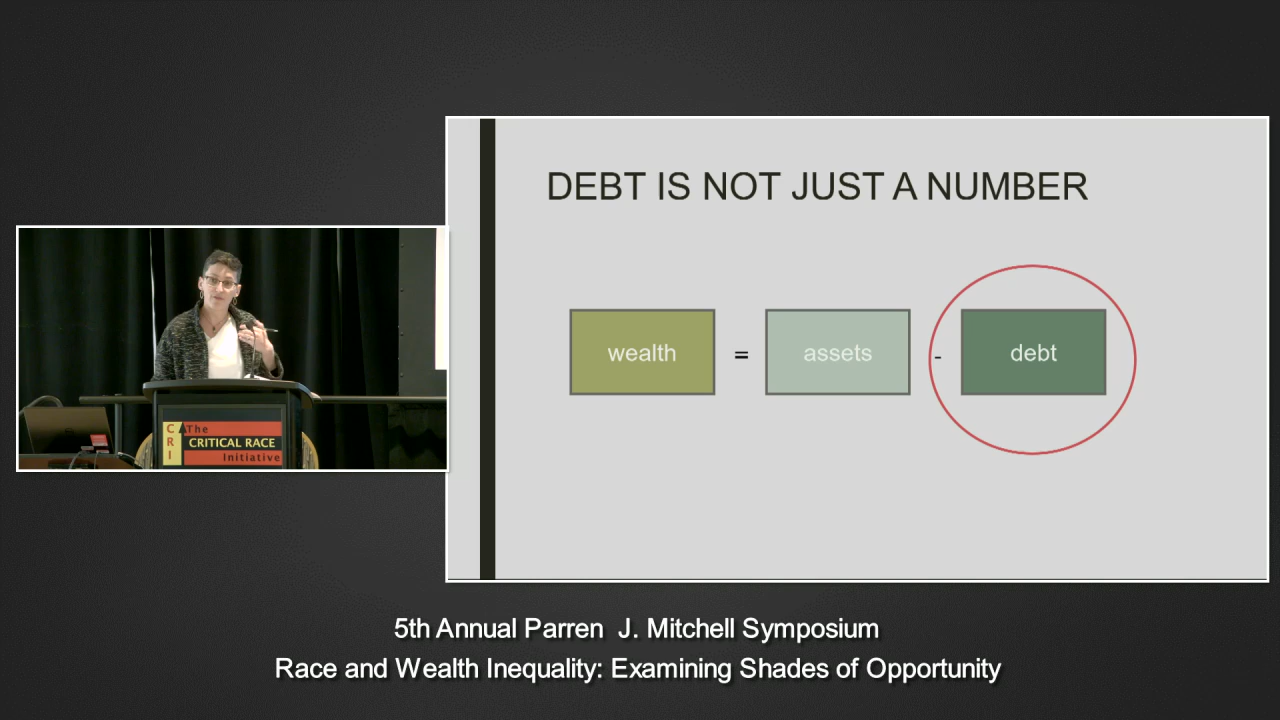 DEBT IS NOT JUST A NUMBER
wealth = assets - debt
CRI
The
CRITICAL RACE
Initiative
5th Annual Parren J. Mitchell Symposium
Race and Wealth Inequality: Examining Shades of Opportunity